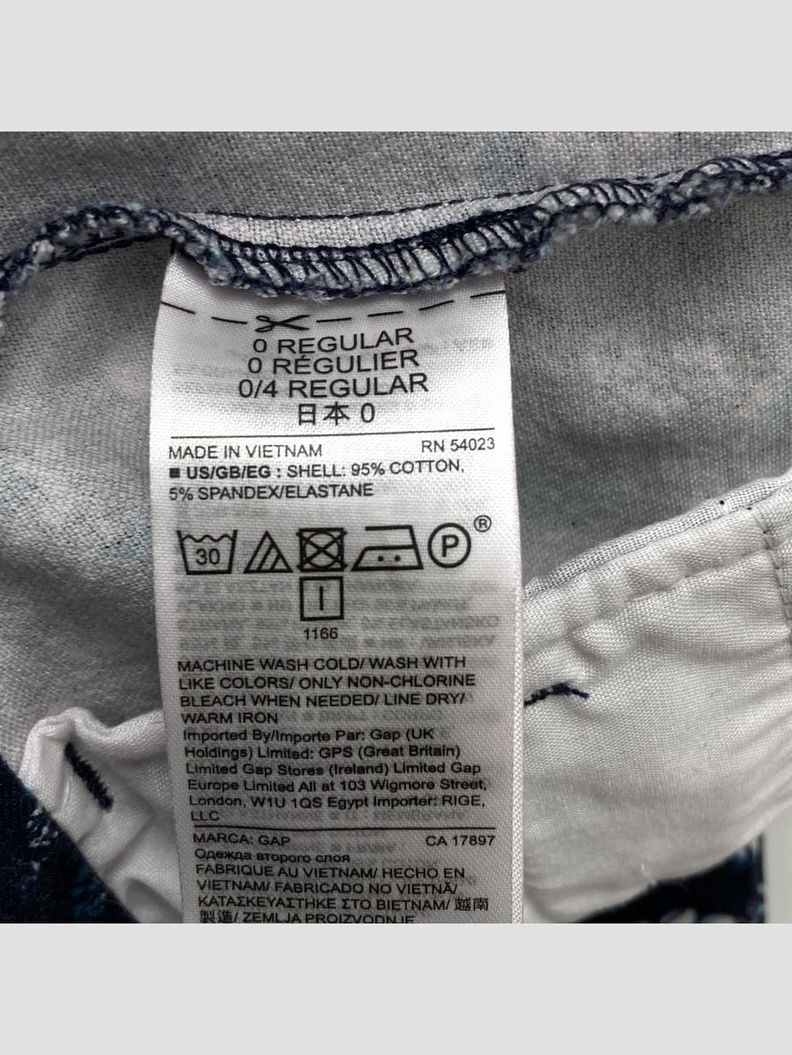 0 REGULAR
0 RÉGULIER
0/4 REGULAR
日本 0
MADE IN VIETNAM RN 54023
■ US/GB/EG : SHELL: 95% COTTON,
5% SPANDEX/ELASTANE
30 P ®
1166
MACHINE WASH COLD/ WASH WITH
LIKE COLORS/ ONLY NON-CHLORINE
BLEACH WHEN NEEDED/ LINE DRY/
WARM IRON
Imported By/Importe Par: Gap (UK
Holdings) Limited: GPS (Great Britain)
Limited Gap Stores (Ireland) Limited Gap
Europe Limited All at 103 Wigmore Street,
London, W1U 1QS Egypt Importer: RIGE,
LLC
MARCA: GAP CA 17897
Одежда второго слоя
FABRIQUE AU VIETNAM/ HECHO EN
VIETNAM/ FABRICADO NO VIETNÃ/
ΚΑΤΑΣΚΕΥΑΣΤΗΚΕ ΣΤΟ ΒΙΕΤΝΑΜ/ 越南
製造/ ZEMLJA PROIZVODNJE